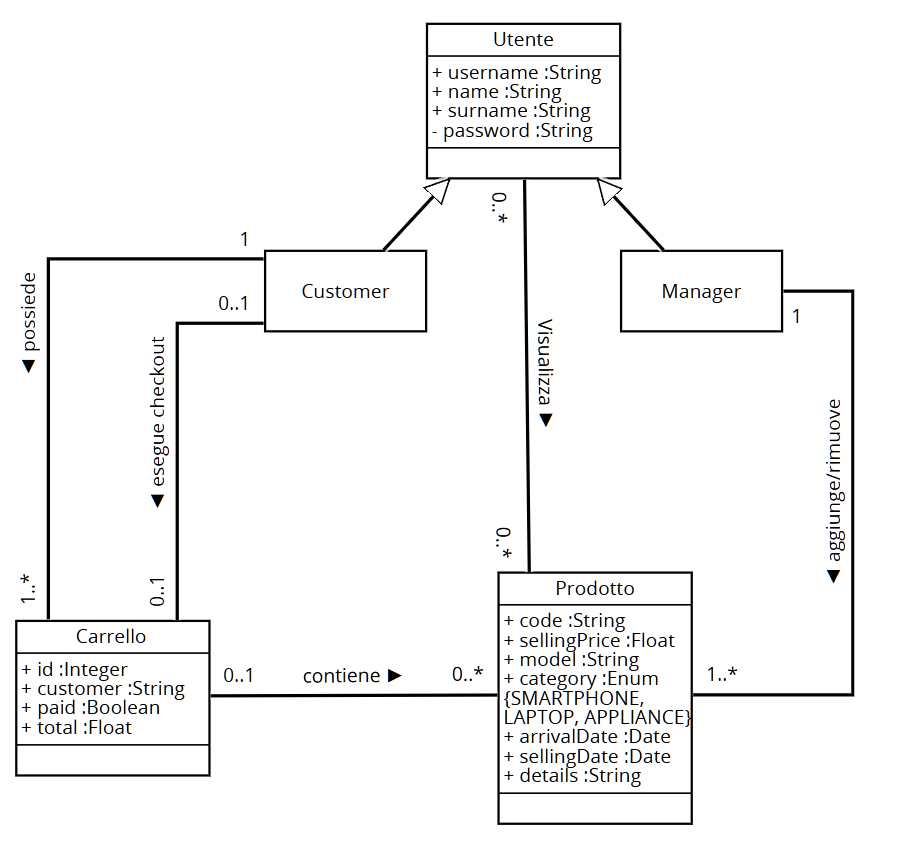 Utente
+ username :String
+ name :String
+ surname :String
- password :String
0..*
1
Customer
Manager
0..1
1
◀ possiede
◀ esegue checkout
Visualizza ▶
◀ aggiunge/rimuove
0..*
1..*
0..1
Prodotto
+ code :String
+ sellingPrice :Float
+ model :String
+ category :Enum
{SMARTPHONE,
LAPTOP, APPLIANCE}
+ arrivalDate :Date
+ sellingDate :Date
+ details :String
Carrello
+ id :Integer
+ customer :String
+ paid :Boolean
+ total :Float
0..1
contiene ▶
0..*
1..*